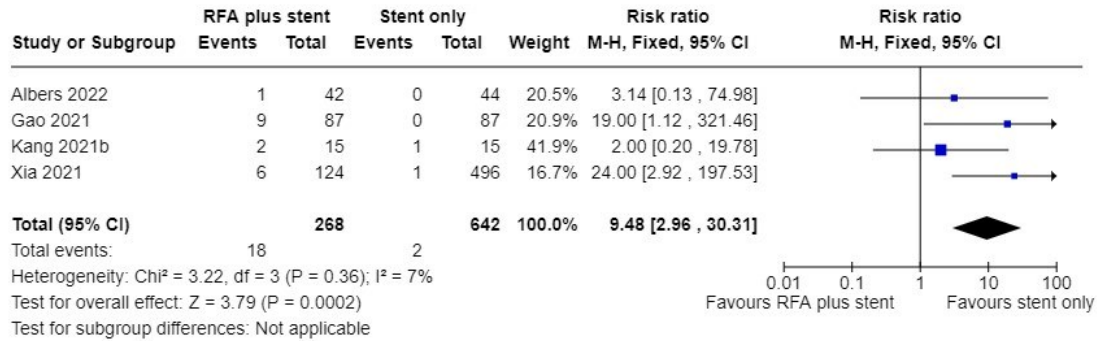 RFA plus stent Stent only Risk ratio Risk ratio
Study or Subgroup Events Total Events Total Weight M-H, Fixed, 95% CI M-H, Fixed, 95% CI
Albers 2022 1 42 0 44 20.5% 3.14 [0.13 , 74.98]
Gao 2021 9 87 0 87 20.9% 19.00 [1.12 , 321.46]
Kang 2021b 2 15 1 15 41.9% 2.00 [0.20 , 19.78]
Xia 2021 6 124 1 496 16.7% 24.00 [2.92 , 197.53]
Total (95% CI) 268 642 100.0% 9.48 [2.96 , 30.31]
Total events: 18 2
Heterogeneity: Chi² = 3.22, df = 3 (P = 0.36); I² = 7%
Test for overall effect: Z = 3.79 (P = 0.0002)
Test for subgroup differences: Not applicable
0.01 0.1 1 10 100
Favours RFA plus stent Favours stent only